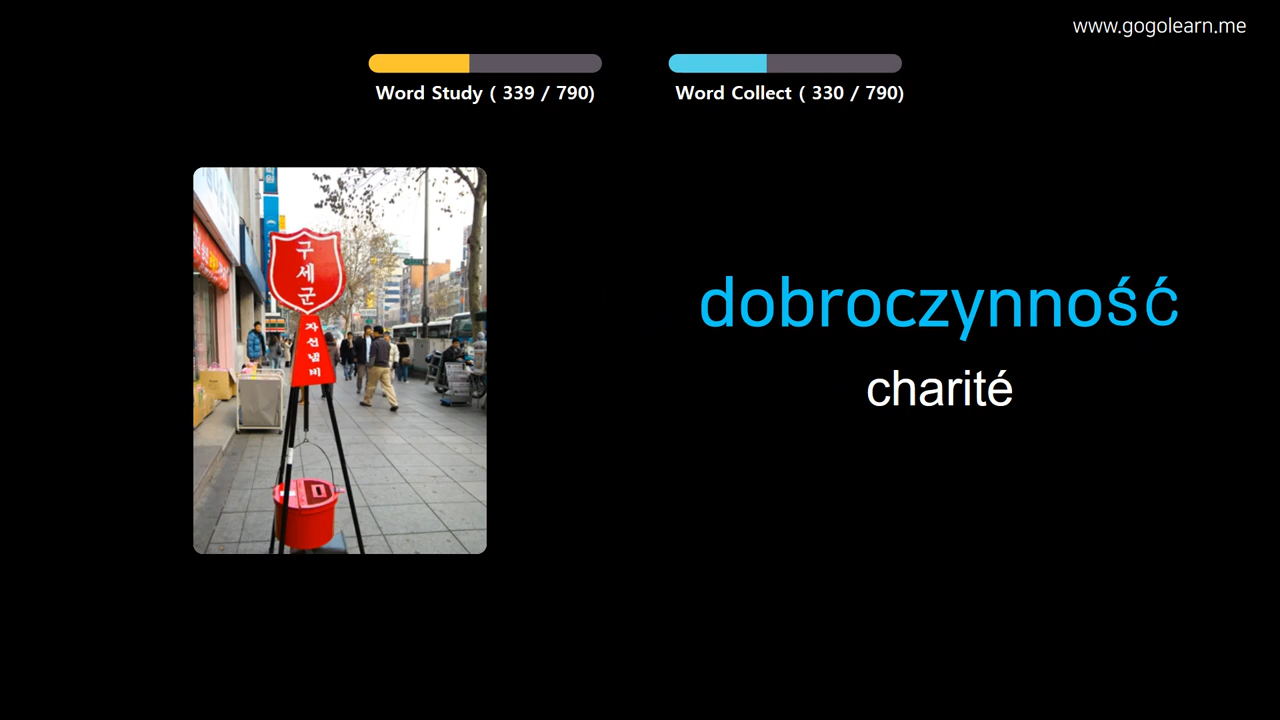 www.gogolearn.me
Word Study ( 339 / 790)
Word Collect ( 330 / 790)
구
세
군
자
선
냄
비
dobroczynność
charité